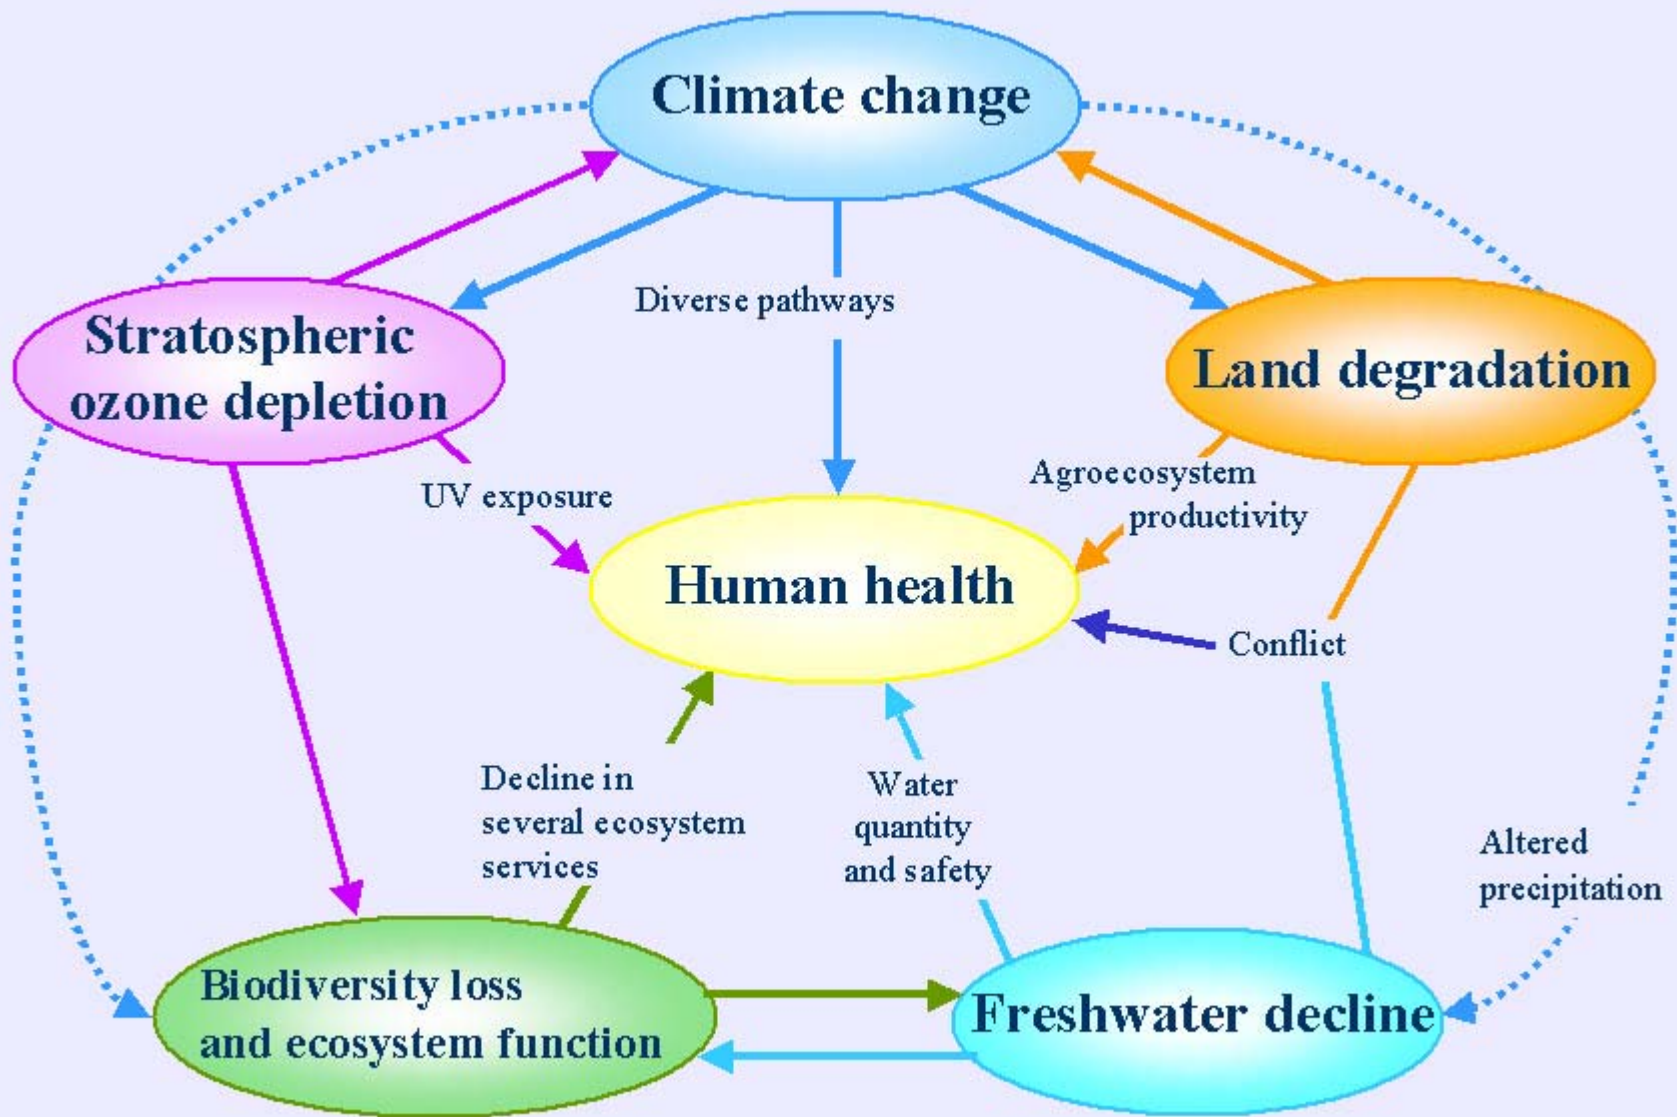 Climate change
Diverse pathways
Stratospheric
ozone depletion
Land degradation
UV exposure
Agroecosystem
productivity
Human health
Conflict
Decline in
several ecosystem
services
Water
quantity
and safety
Altered
precipitation
Biodiversity loss
and ecosystem function
Freshwater decline